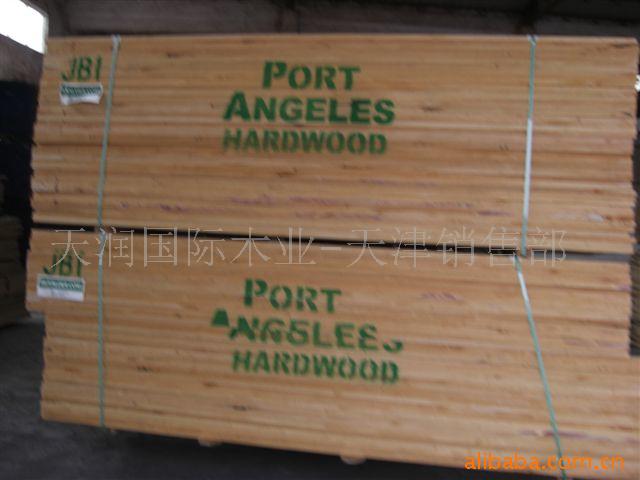 JBI
PORT
ANGELES
HARDWOOD
天润国际木业-天津销售部
JBI
PORT
ANGELES
HARDWOOD
alibaba.com.cn